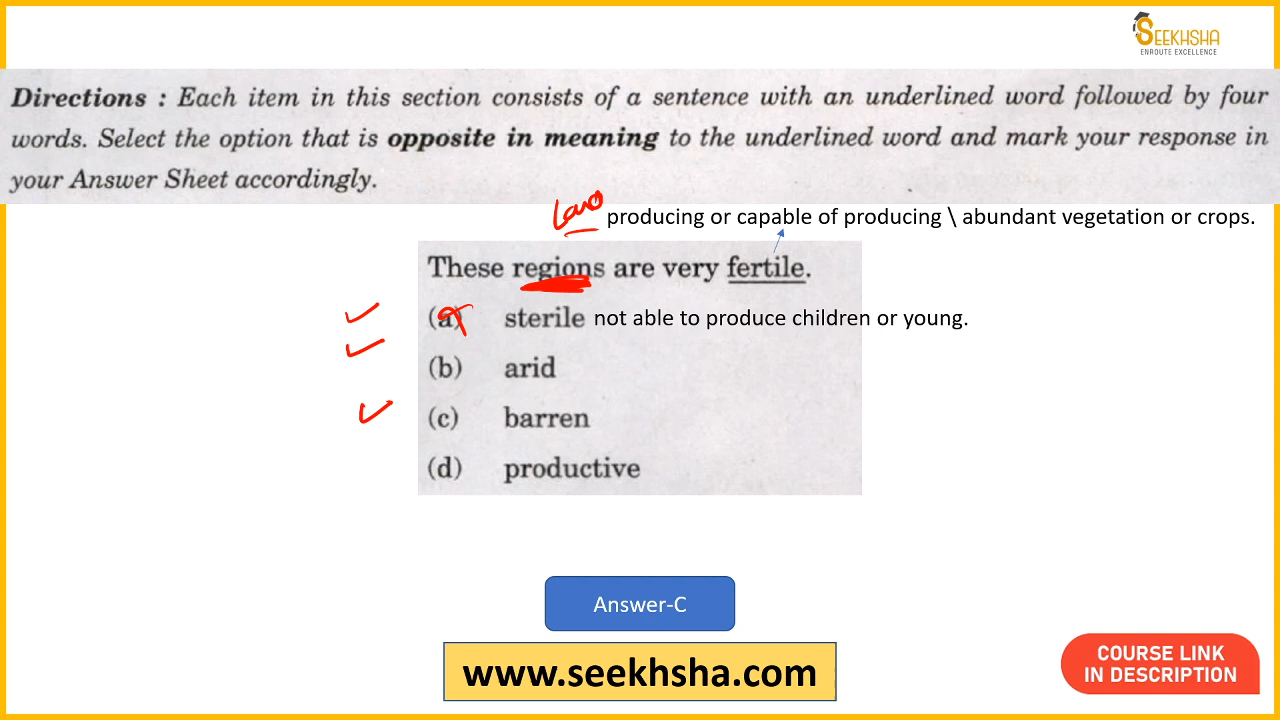 SEEKHSHA
ENROUTE EXCELLENCE
Directions : Each item in this section consists of a sentence with an underlined word followed by four
words. Select the option that is opposite in meaning to the underlined word and mark your response in
your Answer Sheet accordingly.
Land producing or capable of producing \ abundant vegetation or crops.
These regions are very fertile.
(a) sterile not able to produce children or young.
(b) arid
(c) barren
(d) productive
Answer-C
www.seekhsha.com
COURSE LINK
IN DESCRIPTION